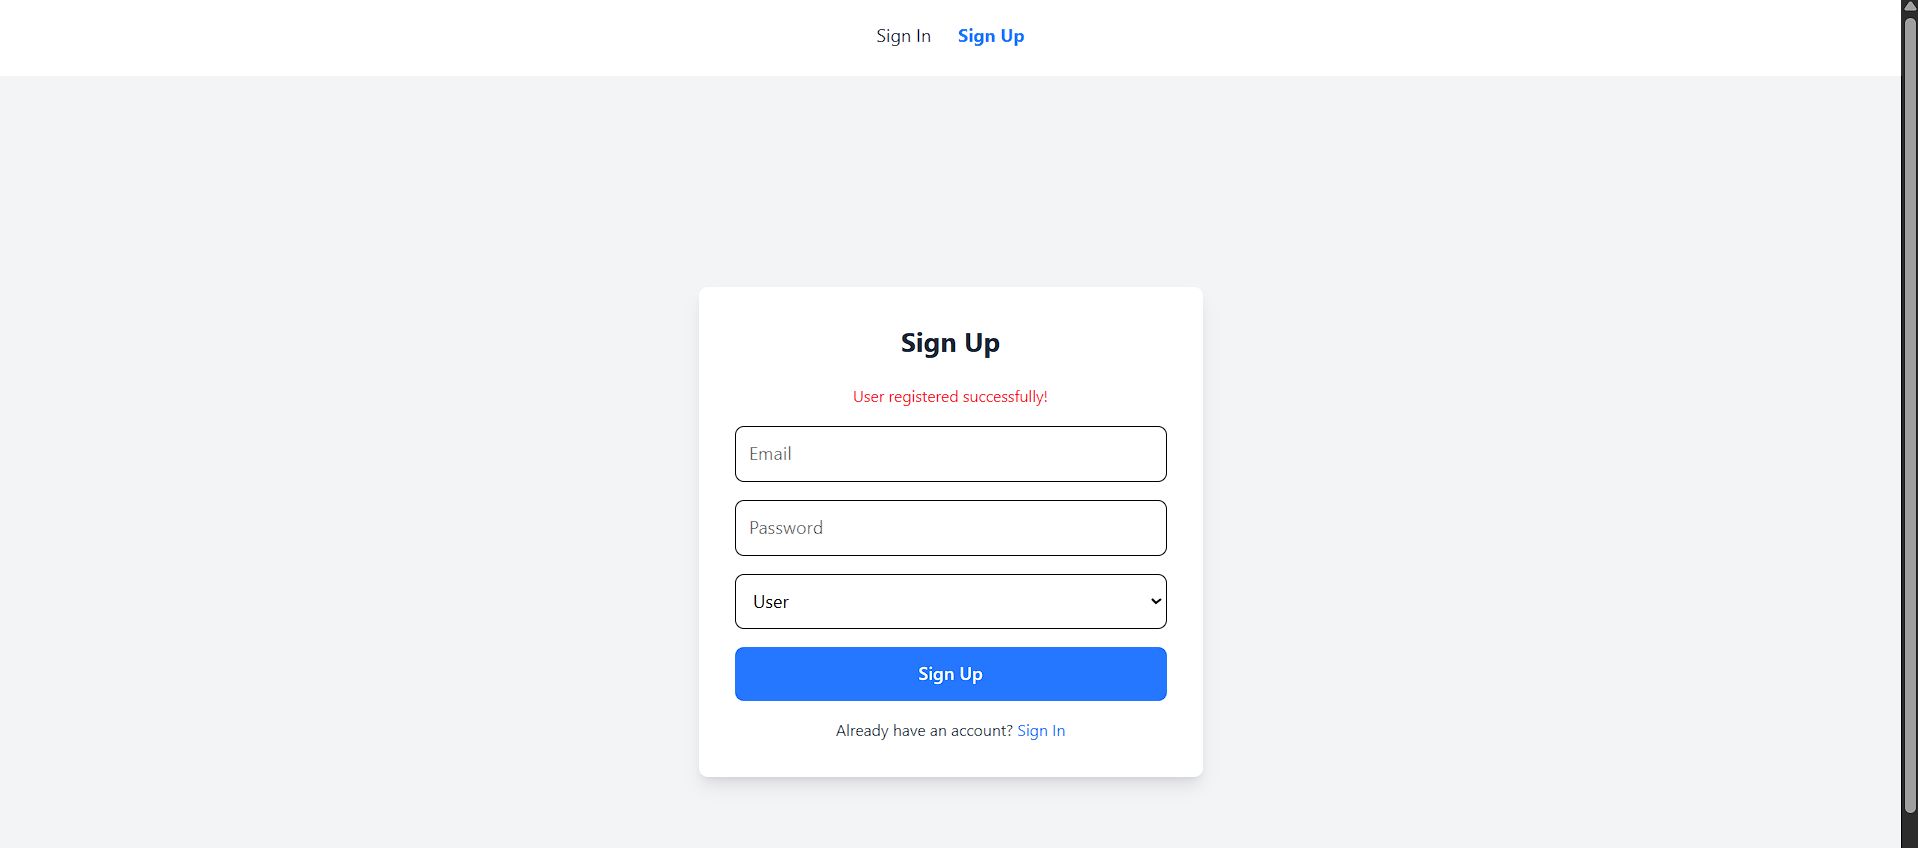 Sign In Sign Up
Sign Up
User registered successfully!
Email
Password
User
Sign Up
Already have an account? Sign In